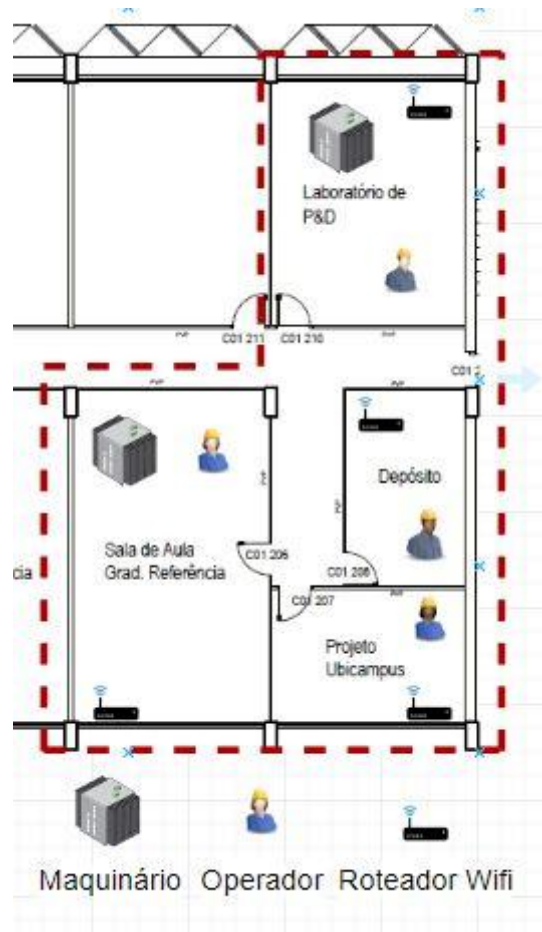 Laboratório de
P&D
C01 211
C01 210
Sala de Aula
Grad. Referência
cia
C01 206
Depósito
C01 208
C01 207
Projeto
Ubicampus
Maquinário
Operador
Roteador Wifi